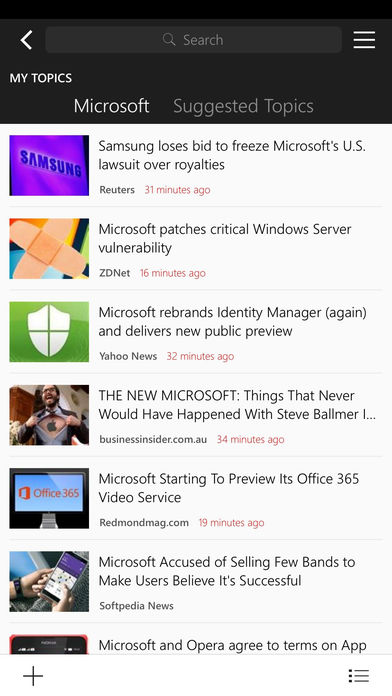 Search
MY TOPICS
Microsoft Suggested Topics
SAMSUNG
Samsung loses bid to freeze Microsoft's U.S.
lawsuit over royalties
Reuters 31 minutes ago
Microsoft patches critical Windows Server
vulnerability
ZDNet 16 minutes ago
Microsoft rebrands Identity Manager (again)
and delivers new public preview
Yahoo News 32 minutes ago
THE NEW MICROSOFT: Things That Never
Would Have Happened With Steve Ballmer I...
businessinsider.com.au 34 minutes ago
Office 365
Microsoft Starting To Preview Its Office 365
Video Service
Redmondmag.com 19 minutes ago
Microsoft Accused of Selling Few Bands to
Make Users Believe It's Successful
Softpedia News
NOKIA
Microsoft and Opera agree to terms on App